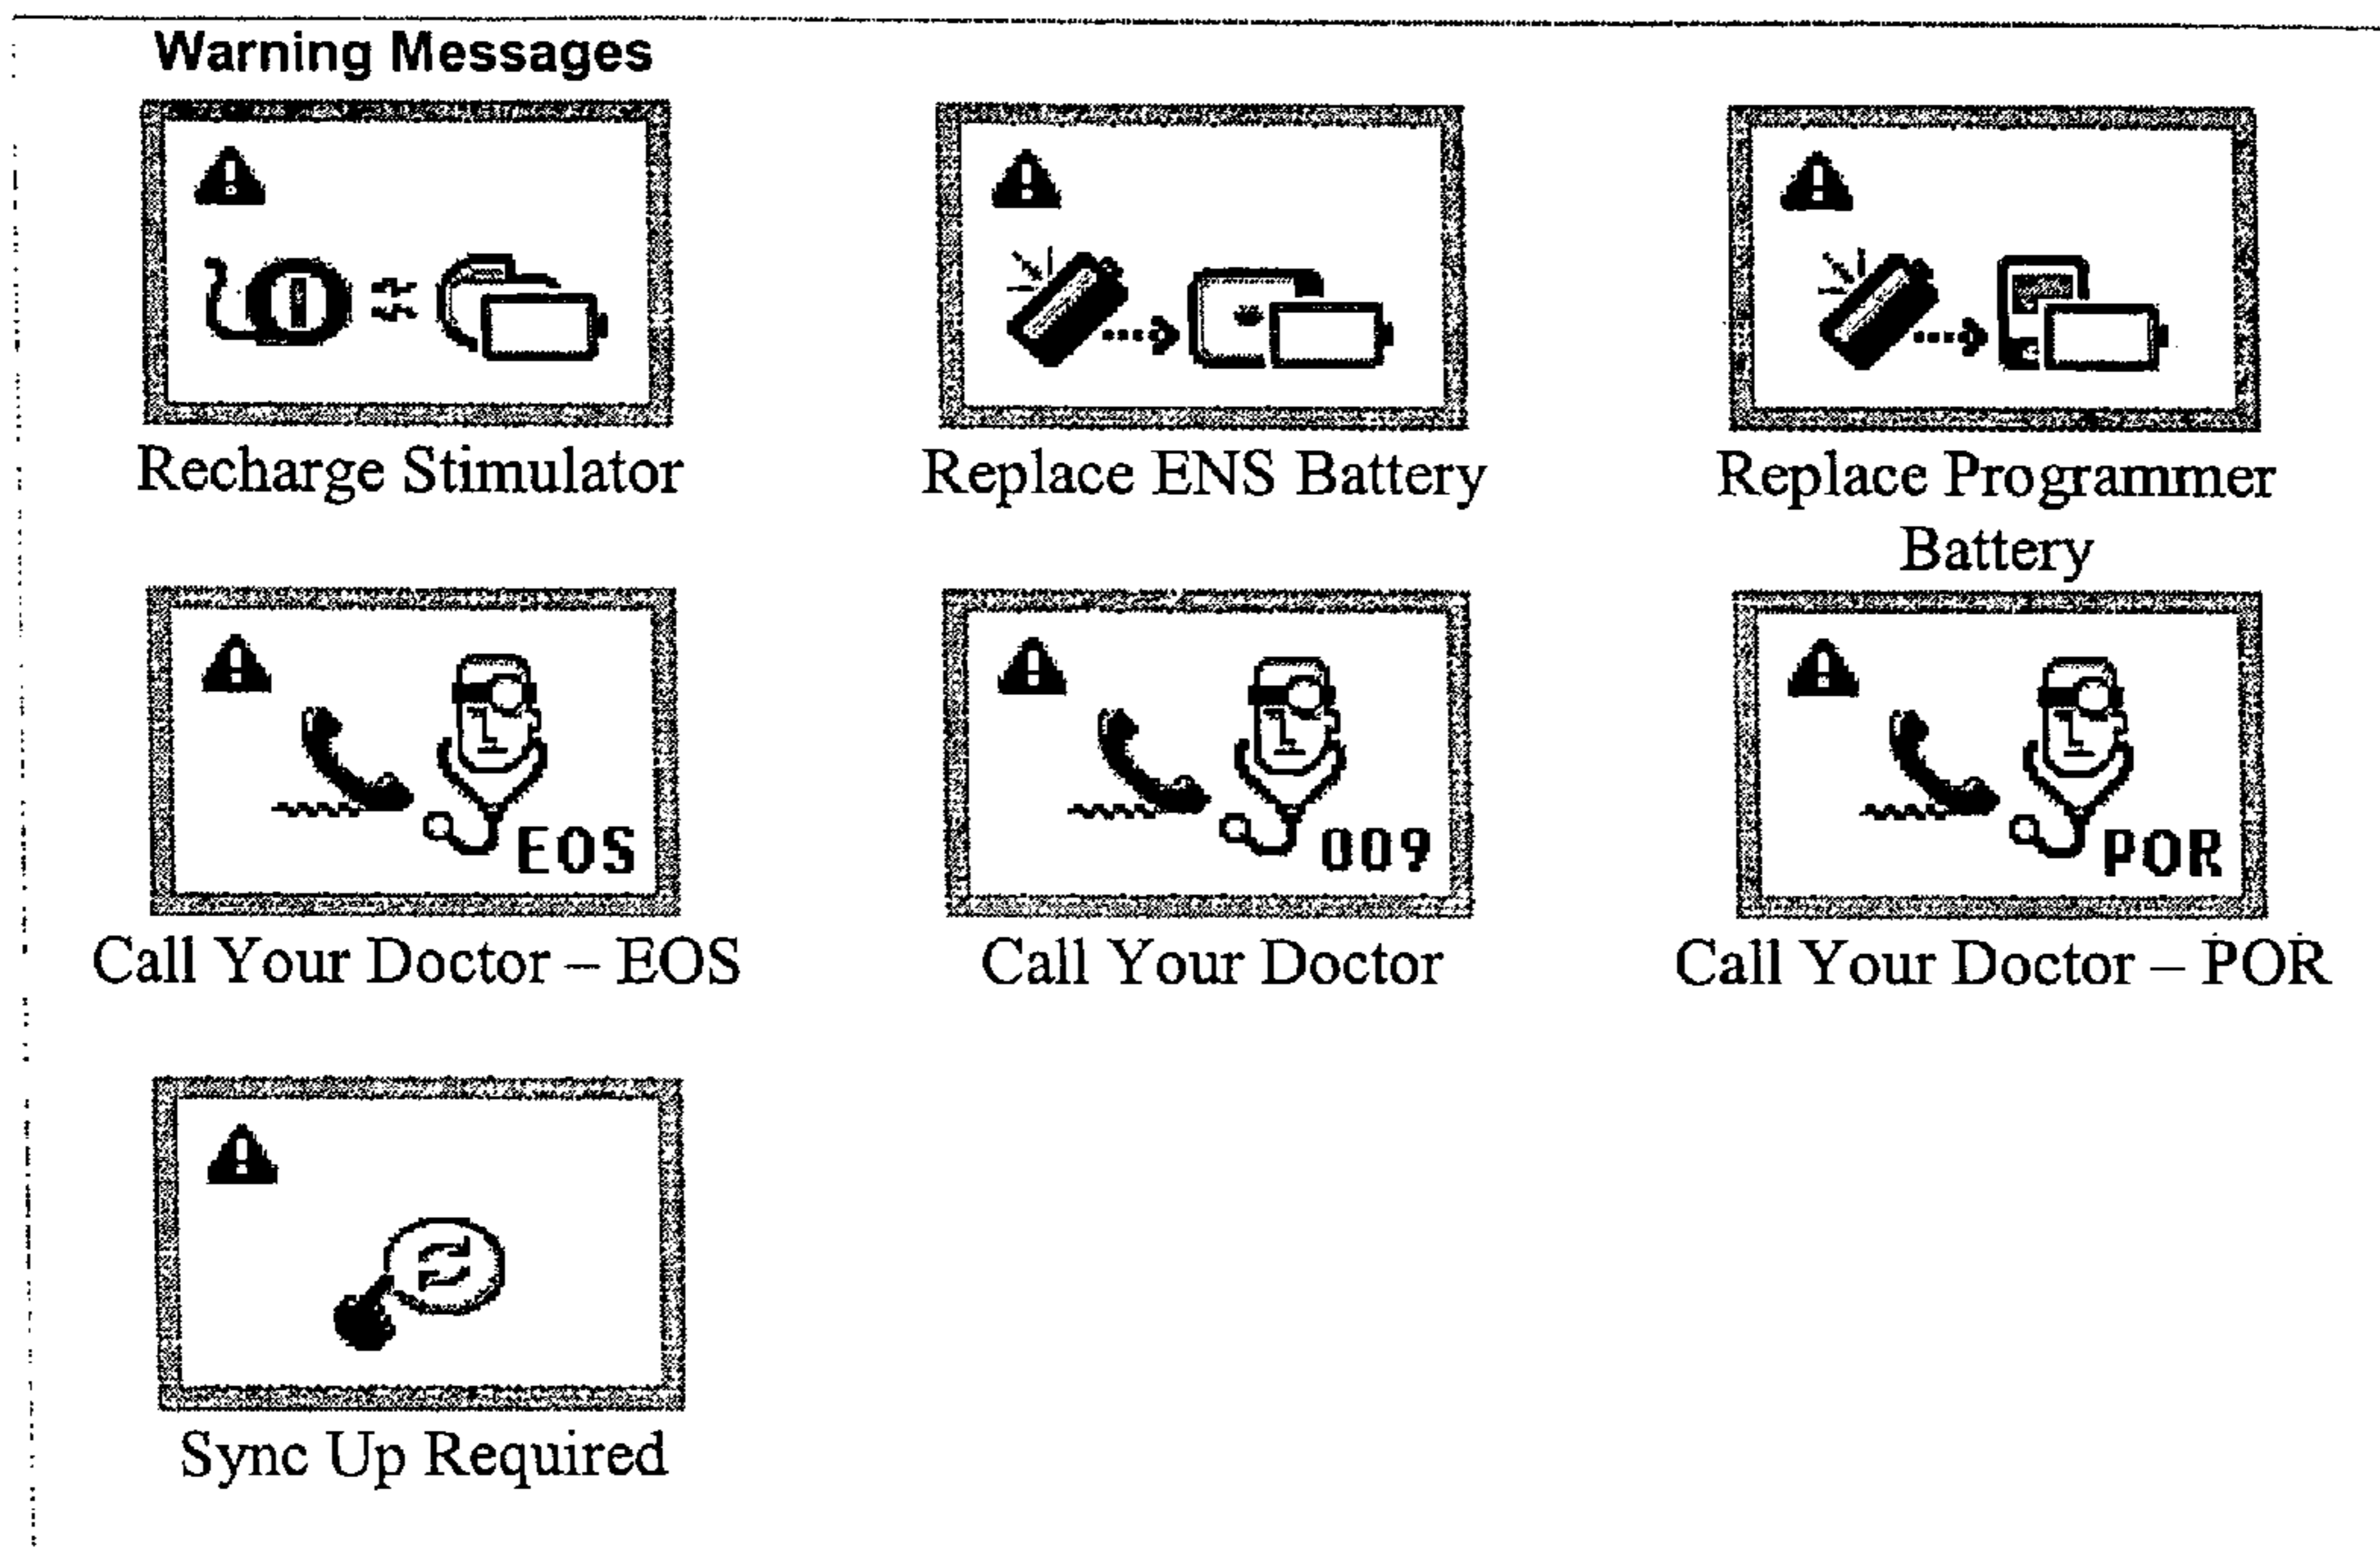 Warning Messages
Recharge Stimulator
Replace ENS Battery
Replace Programmer
Battery
EOS
009
POR
Call Your Doctor – EOS
Call Your Doctor
Call Your Doctor – POR
Sync Up Required